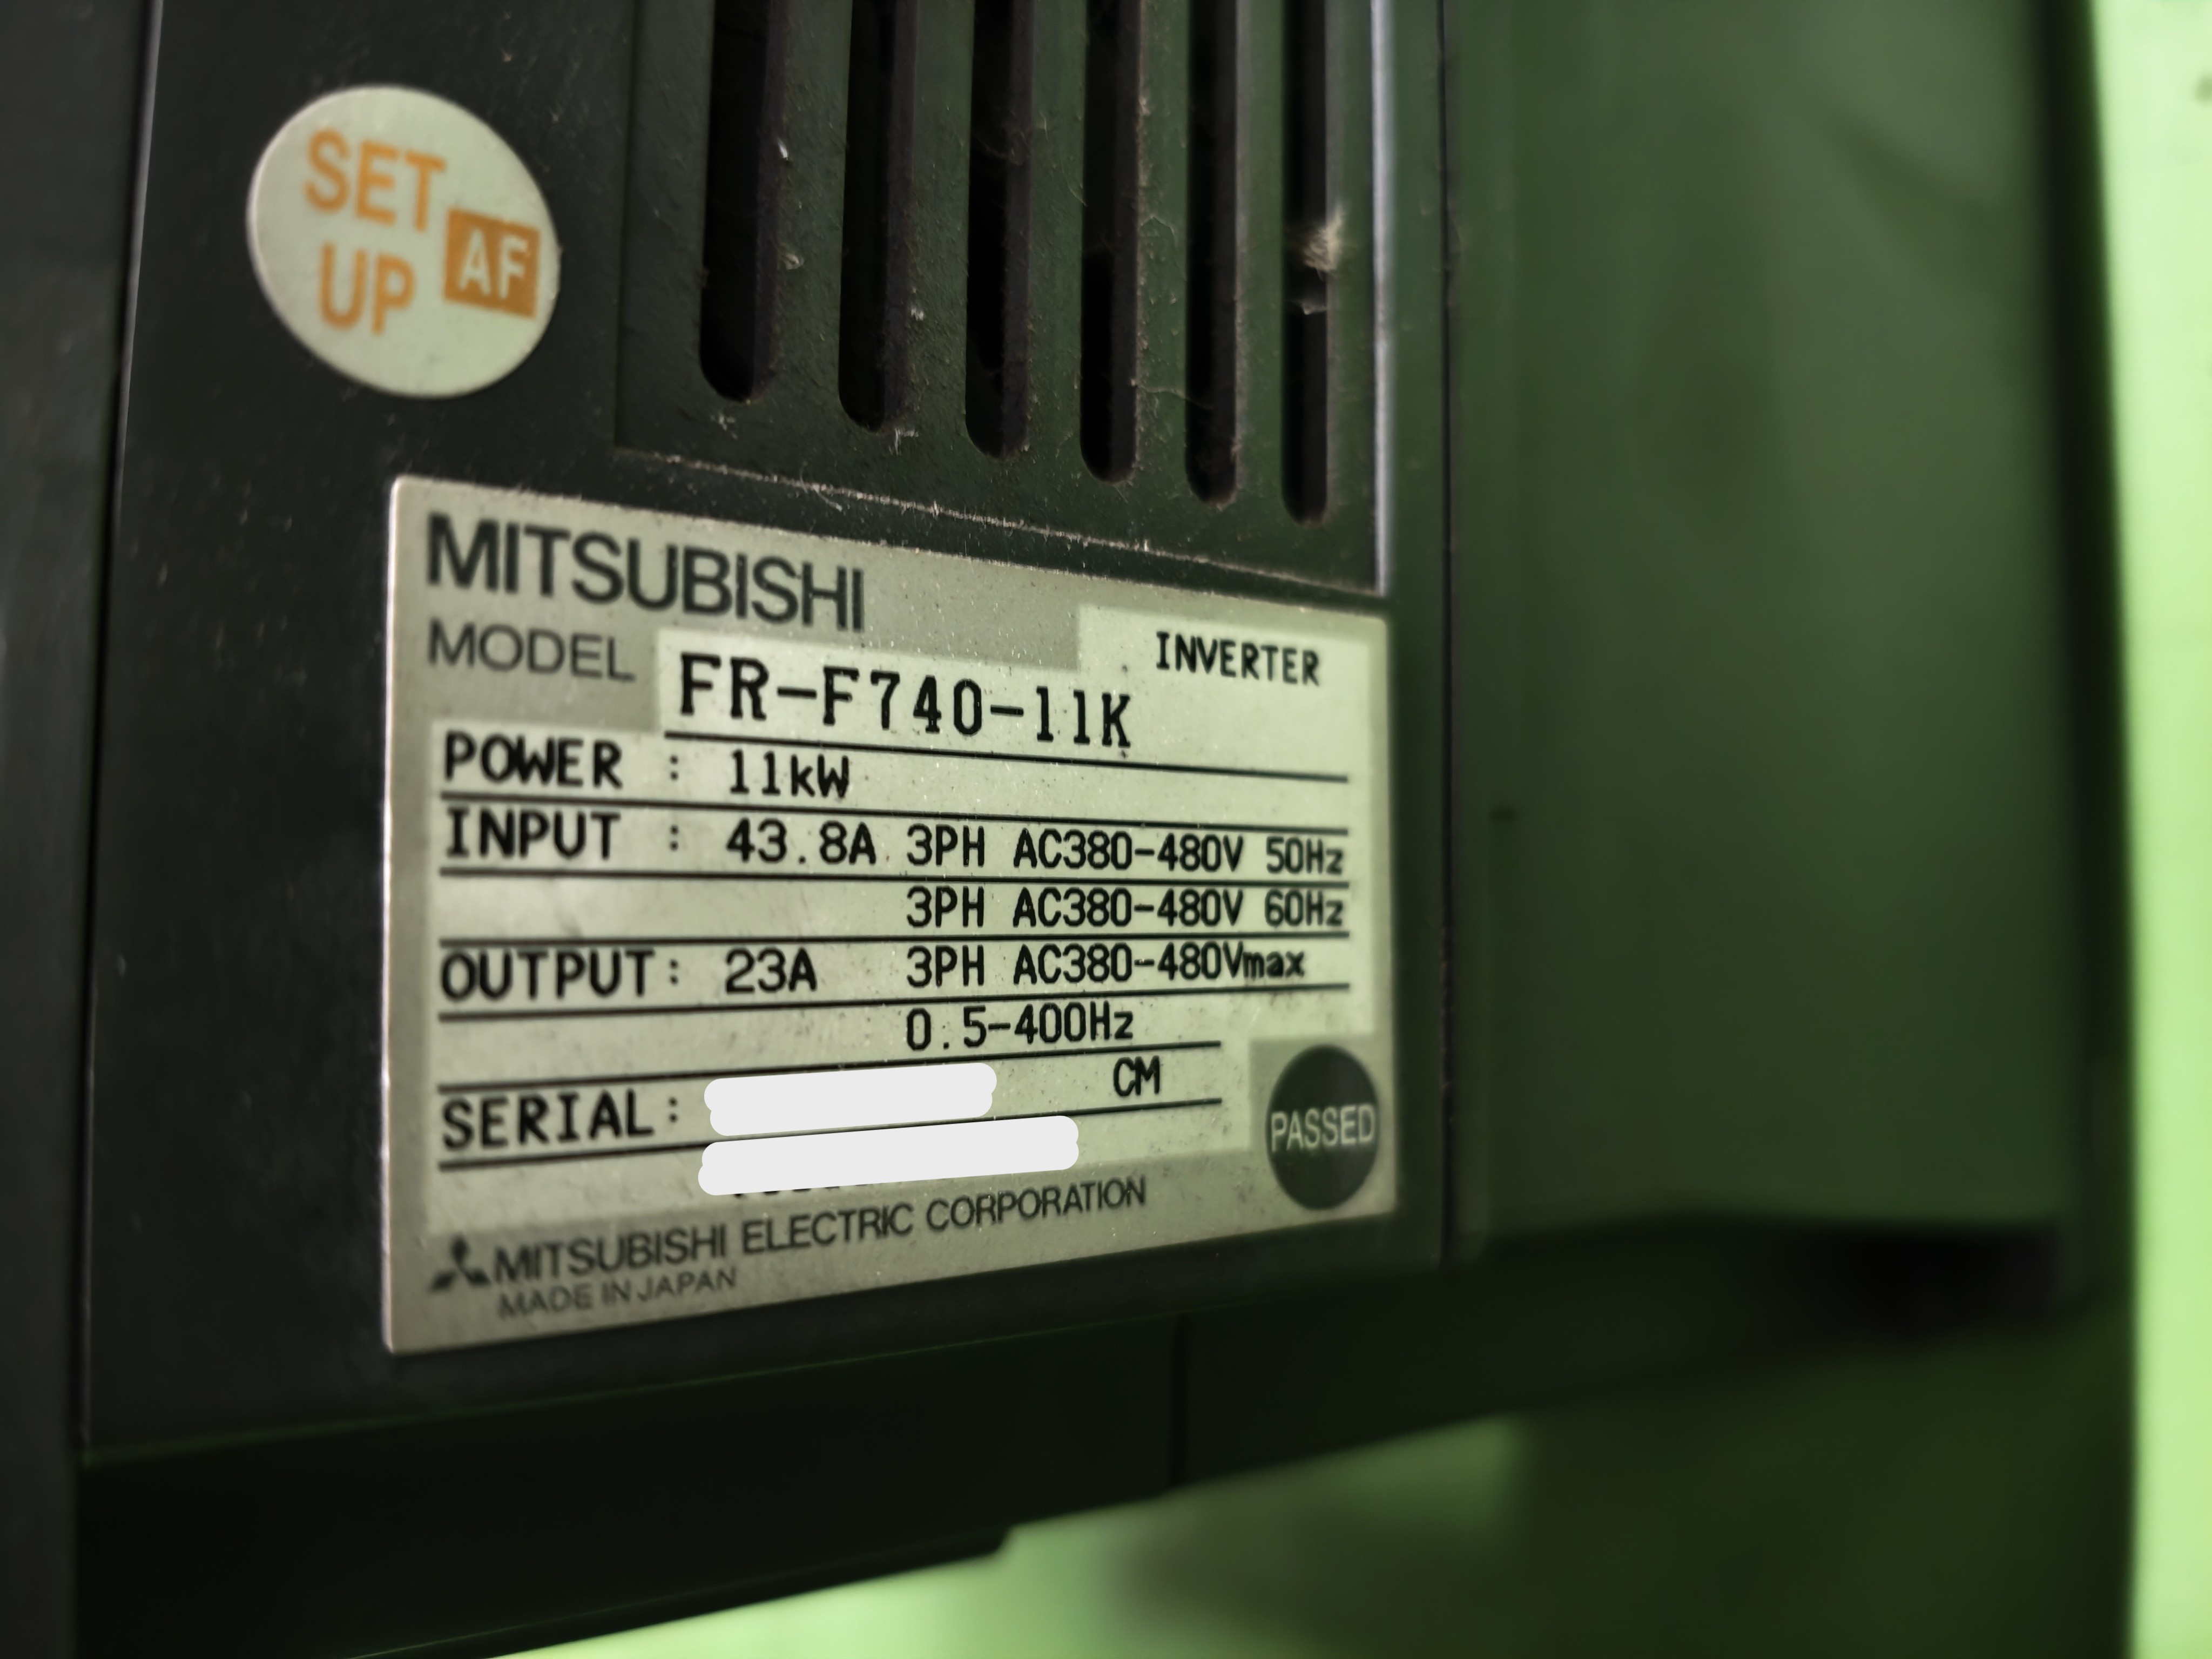 SET
UP AF
MITSUBISHI
INVERTER
MODEL FR-F740-11K
POWER : 11kW
INPUT : 43.8A 3PH AC380-480V 50Hz
3PH AC380-480V 60Hz
OUTPUT: 23A 3PH AC380-480Vmax
0.5-400Hz
SERIAL: CM
PASSED
MITSUBISHI ELECTRIC CORPORATION
MADE IN JAPAN